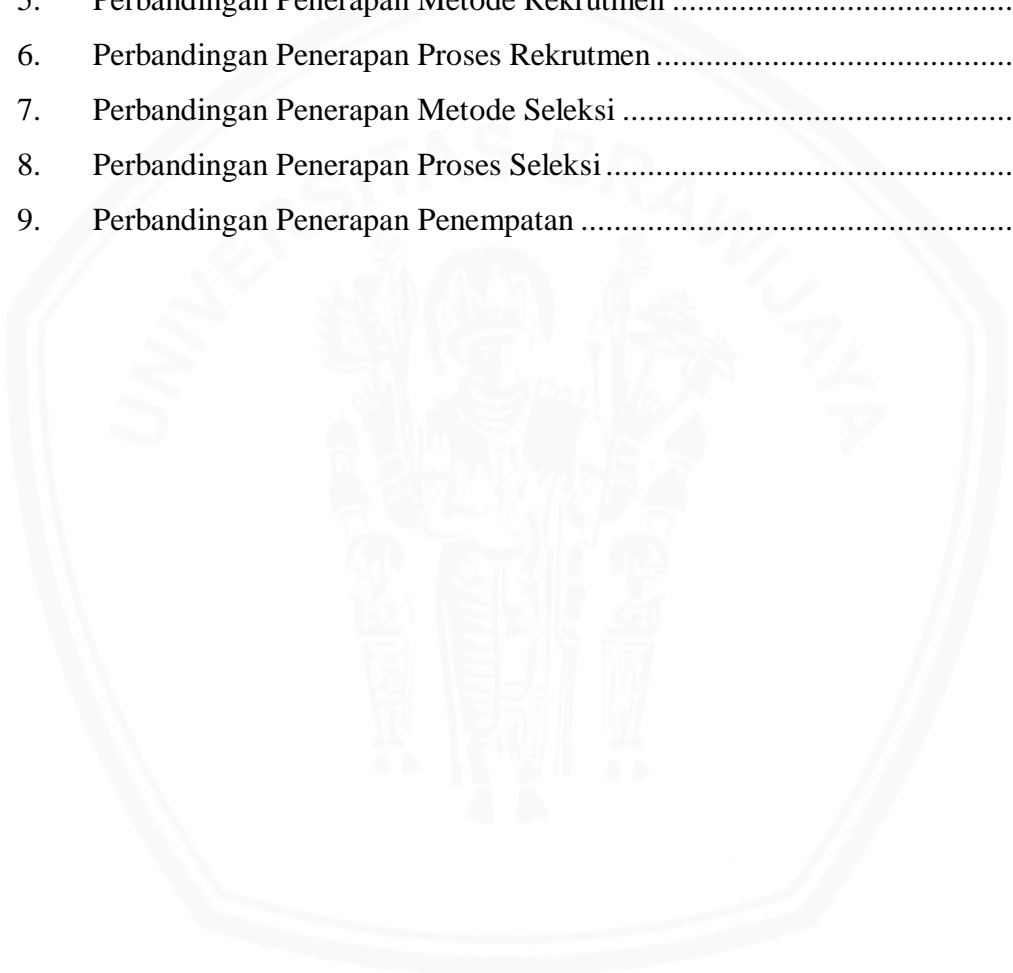 5. Perbandingan Penerapan Metode Rekrutmen ......................................
6. Perbandingan Penerapan Proses Rekrutmen ........................................
7. Perbandingan Penerapan Metode Seleksi ............................................
8. Perbandingan Penerapan Proses Seleksi ..............................................
9. Perbandingan Penerapan Penempatan .................................................
UNIVERSITAS BRAWIJAYA